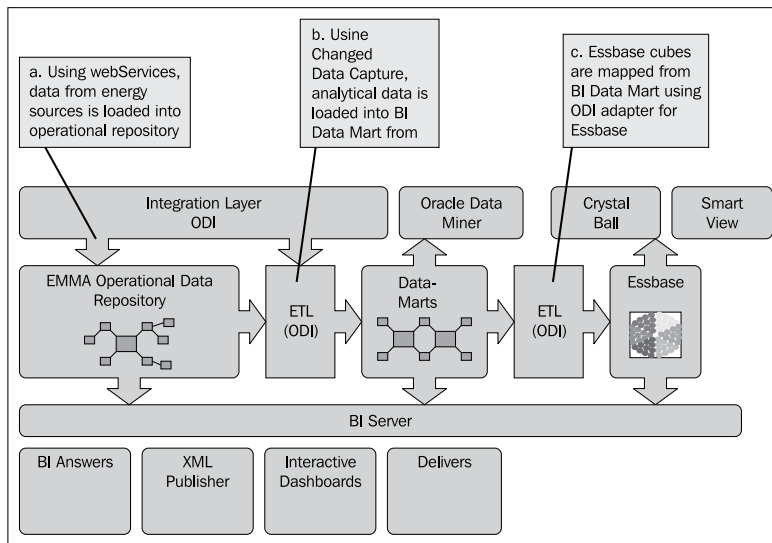 a. Using webServices,
data from energy
sources is loaded into
operational repository
b. Usine
Changed
Data Capture,
analytical data is
loaded into BI
Data Mart from
c. Essbase cubes
are mapped from
BI Data Mart using
ODI adapter for
Essbase
Integration Layer
ODI
Oracle Data
Miner
Crystal
Ball
Smart
View
EMMA Operational Data
Repository
ETL
(ODI)
Data-
Marts
ETL
(ODI)
Essbase
BI Server
BI Answers
XML
Publisher
Interactive
Dashboards
Delivers